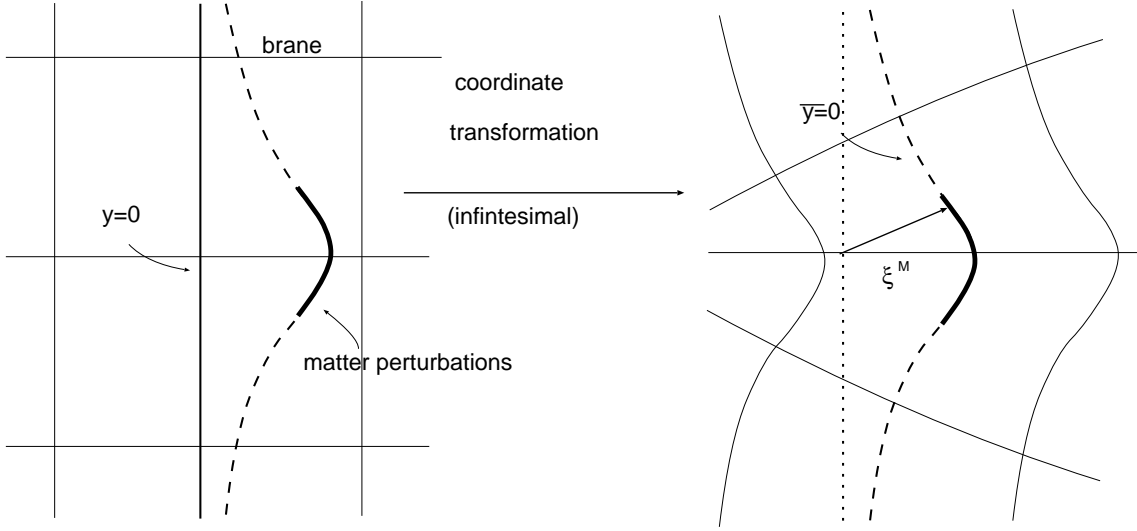 brane
y=0
matter perturbations
coordinate
transformation
(infintesimal)
y̅=0
ξ^M